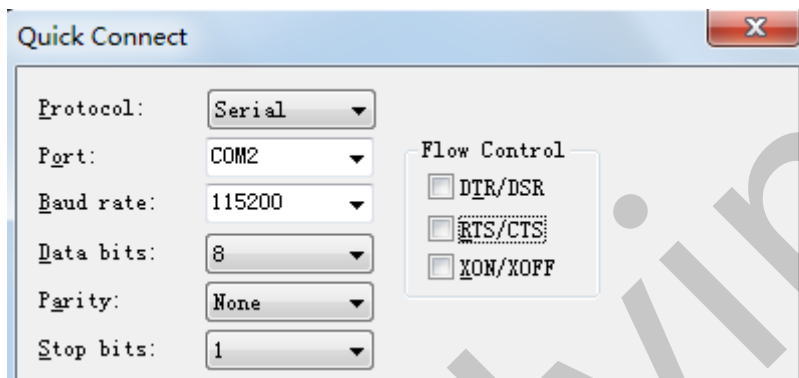 Quick Connect
Protocol: Serial
Port: COM2
Baud rate: 115200
Data bits: 8
Parity: None
Stop bits: 1
Flow Control
DTR/DSR
RTS/CTS
XON/XOFF